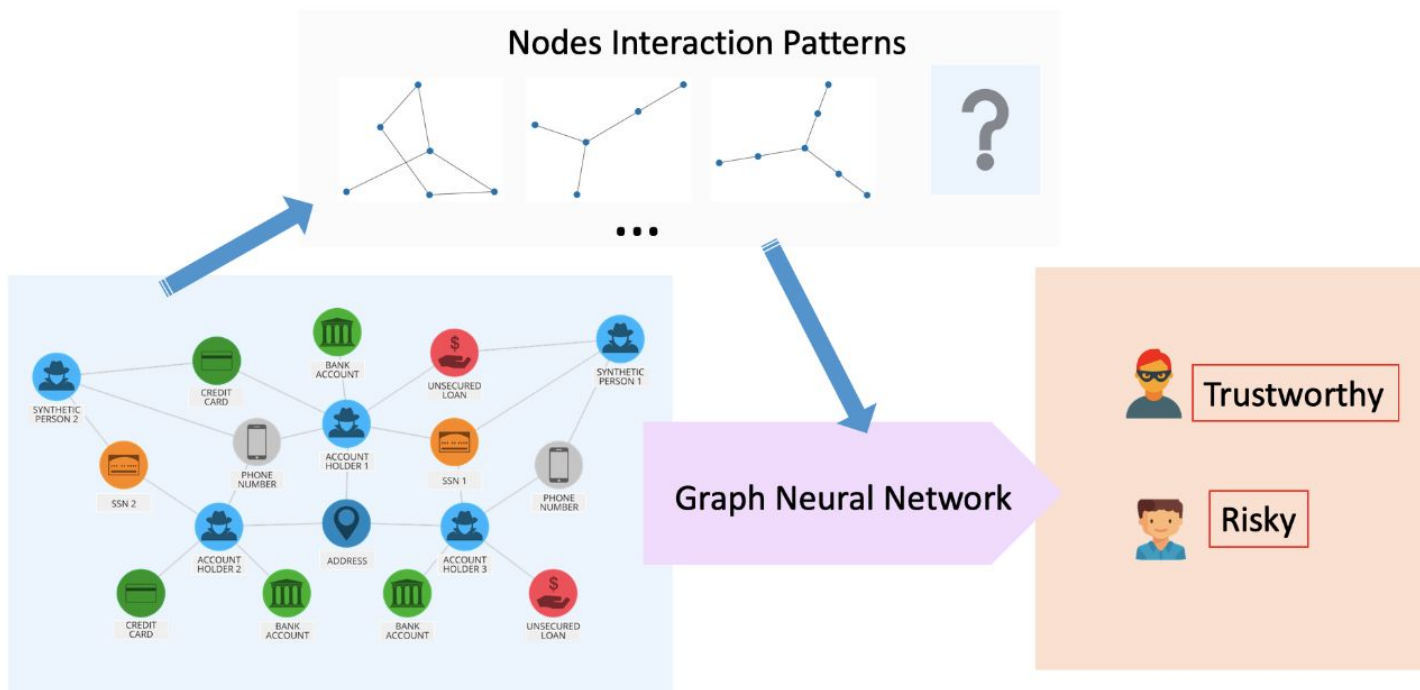 Nodes Interaction Patterns
?
...
BANK
ACCOUNT
CREDIT
CARD
$
UNSECURED
LOAN
SYNTHETIC
PERSON 1
SYNTHETIC
PERSON 2
SSN 2
PHONE
NUMBER
ACCOUNT
HOLDER 1
SSN 1
PHONE
NUMBER
ACCOUNT
HOLDER 2
ADDRESS
ACCOUNT
HOLDER 3
CREDIT
CARD
BANK
ACCOUNT
BANK
ACCOUNT
$
UNSECURED
LOAN
Graph Neural Network
Trustworthy
Risky